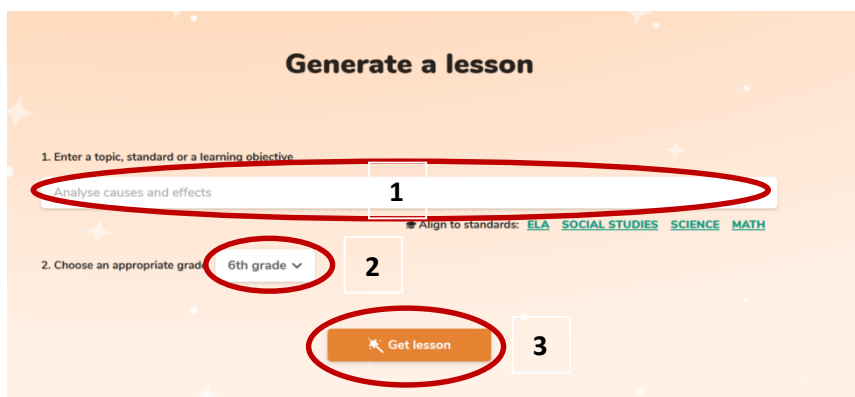 Generate a lesson
1. Enter a topic, standard or a learning objective
Analyse causes and effects
1
Align to standards: ELA SOCIAL STUDIES SCIENCE MATH
2. Choose an appropriate grade 6th grade
2
Get lesson
3